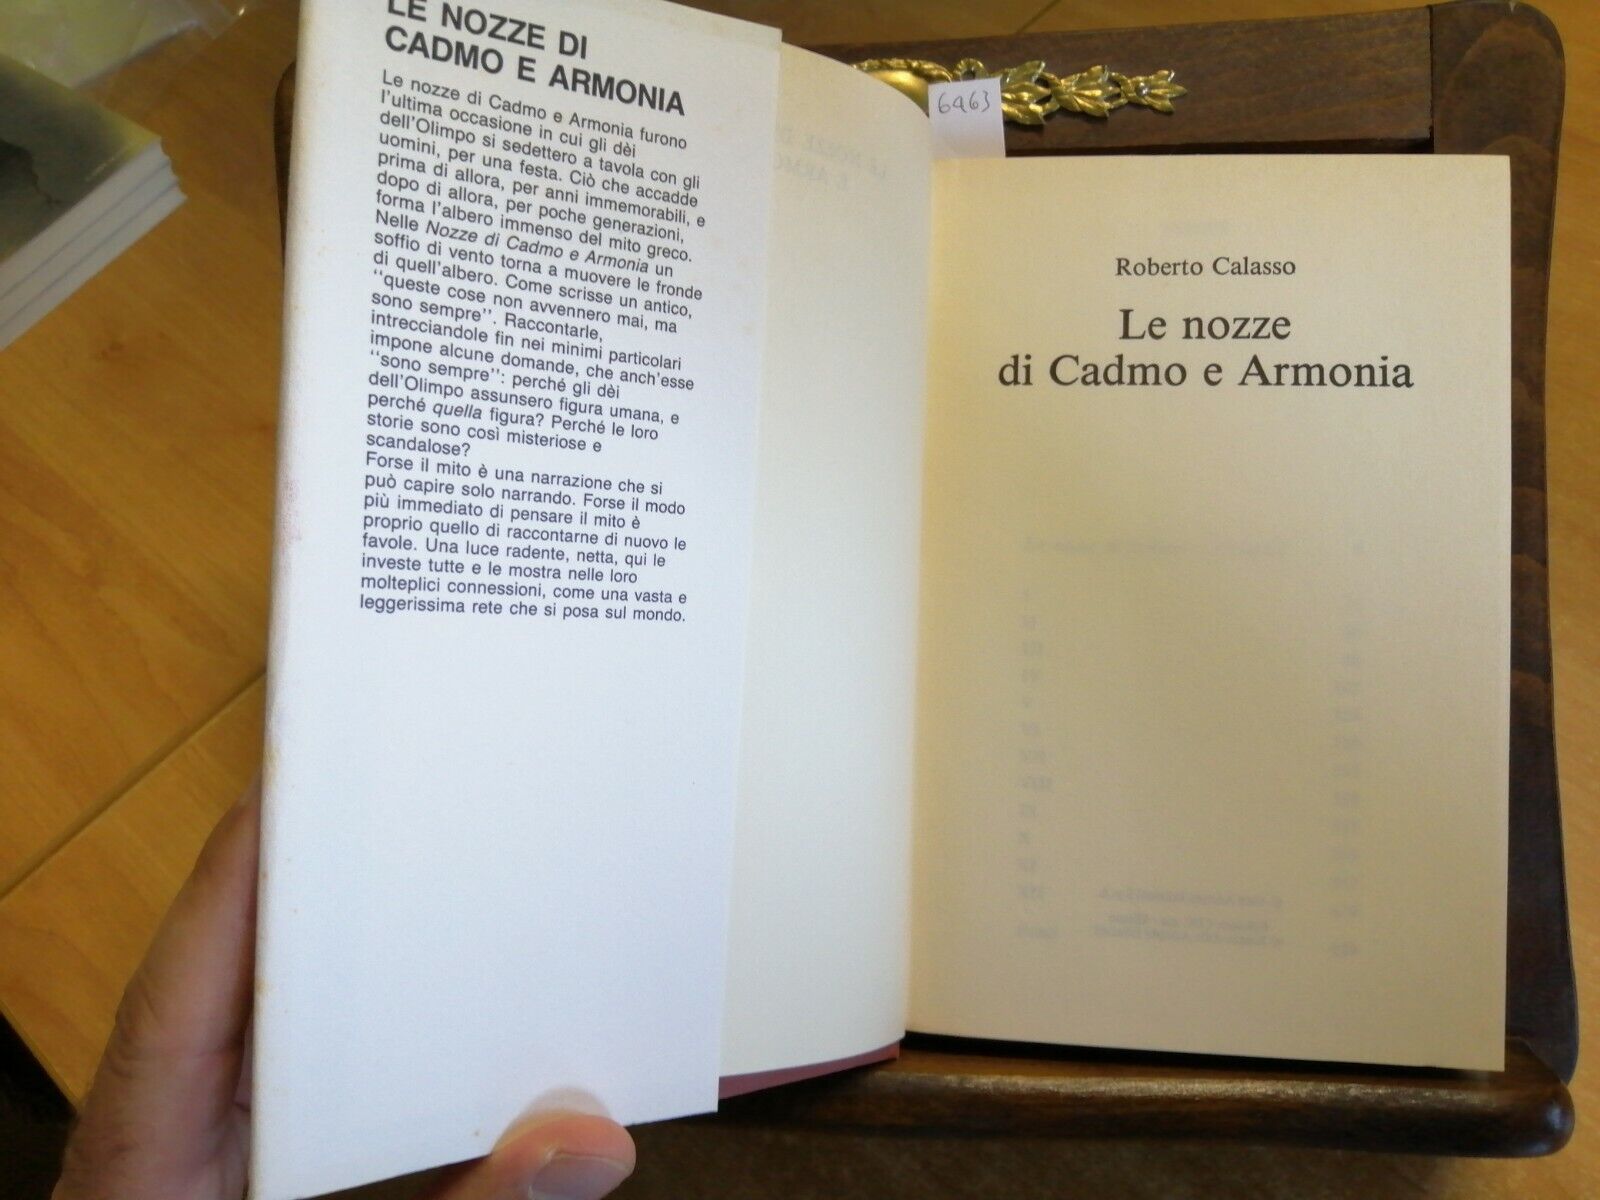 LE NOZZE DI
CADMO E ARMONIA
Le nozze di Cadmo e Armonia furono
l'ultima occasione in cui gli dèi
dell'Olimpo si sedettero a tavola con gli
uomini, per una festa. Ciò che accadde
prima di allora, per anni immemorabili, e
dopo di allora, per poche generazioni,
forma l'albero immenso del mito greco.
Nelle Nozze di Cadmo e Armonia un
soffio di vento torna a muovere le fronde
di quell'albero. Come scrisse un antico,
"queste cose non avvennero mai, ma
sono sempre". Raccontarle,
intrecciandole fin nei minimi particolari
impone alcune domande, che anch'esse
"sono sempre": perché gli dèi
dell'Olimpo assunsero figura umana, e
perché quella figura? Perché le loro
storie sono così misteriose e
scandalose?
Forse il mito è una narrazione che si
può capire solo narrando. Forse il modo
più immediato di pensare il mito è
proprio quello di raccontarne di nuovo le
favole. Una luce radente, netta, qui le
investe tutte e le mostra nelle loro
molteplici connessioni, come una vasta e
leggerissima rete che si posa sul mondo.
6463
Roberto Calasso
Le nozze
di Cadmo e Armonia